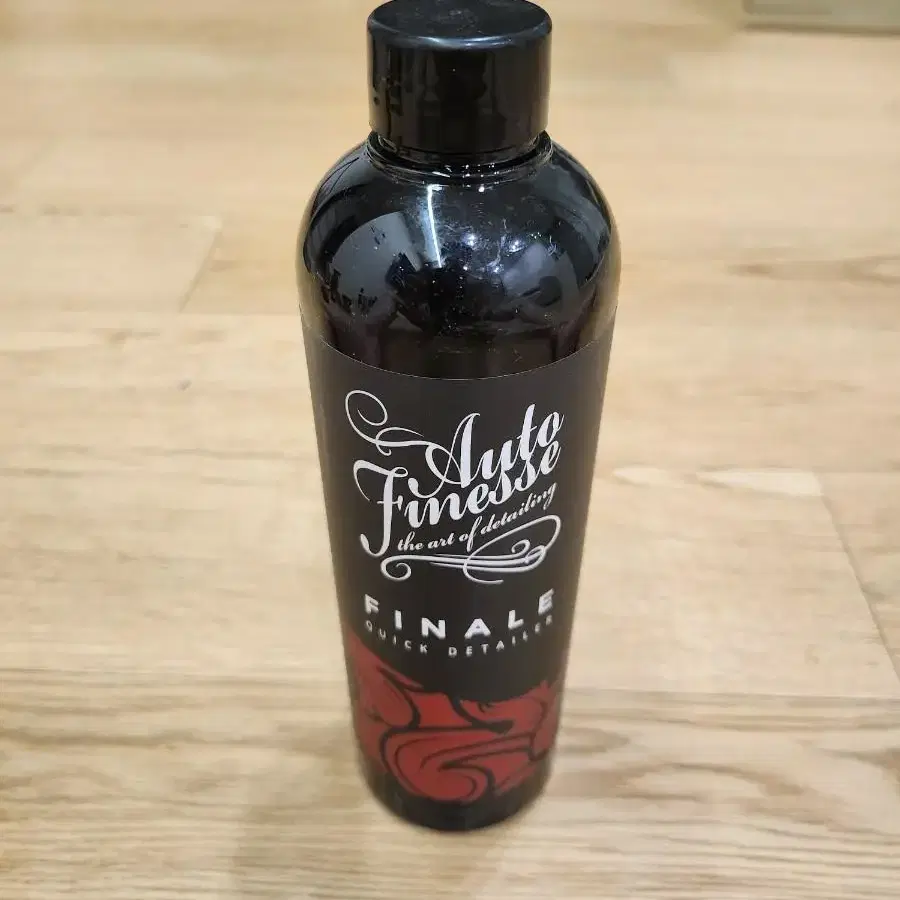 Auto
Finesse
the art of detailing
FINALE
QUICK DETAILER